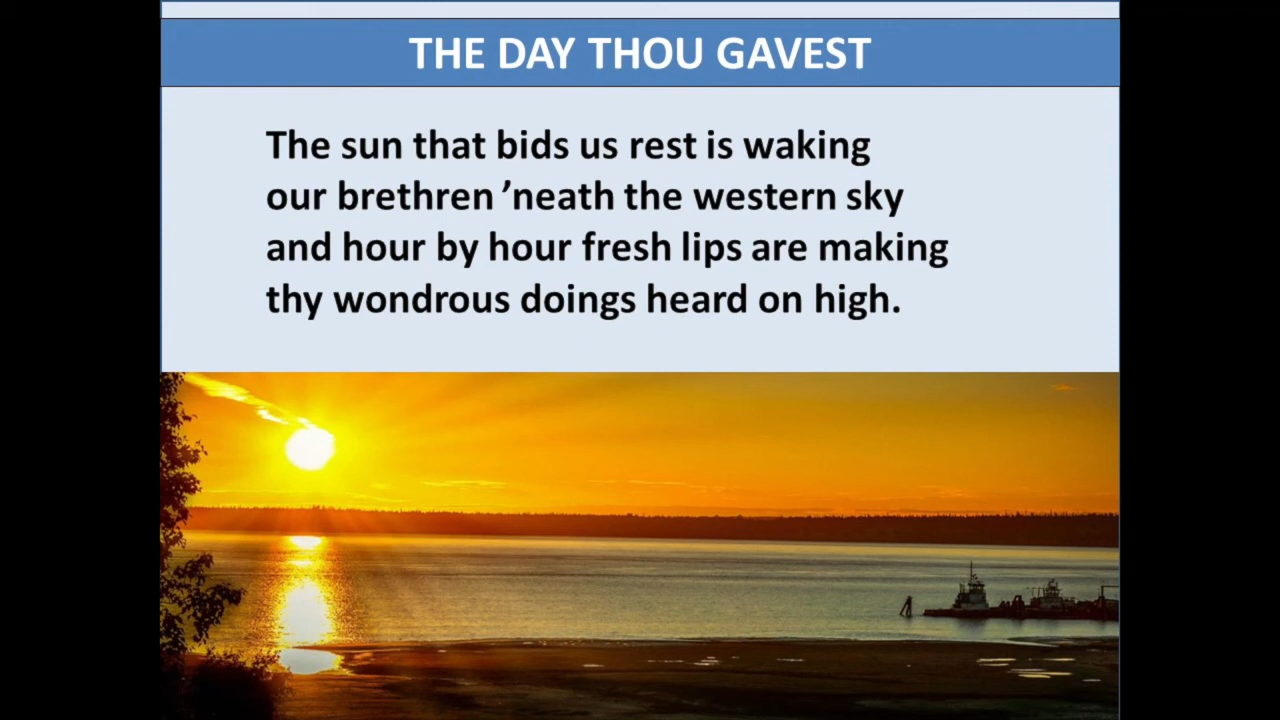 THE DAY THOU GAVEST
The sun that bids us rest is waking
our brethren ’neath the western sky
and hour by hour fresh lips are making
thy wondrous doings heard on high.